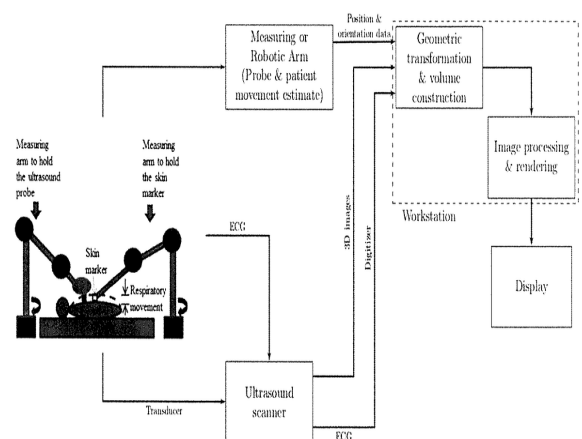 Position &
orientation data
Measuring or
Robotic Arm
(Probe & patient
movement estimate)
Geometric
transformation
& volume
construction
Image processing
& rendering
Workstation
Display
Measuring
arm to hold
the ultrasound
probe
Measuring
arm to hold
the skin
marker
Skin
marker
Respiratory
movement
ECG
3D images
Digitizer
Transducer
Ultrasound
scanner
ECG